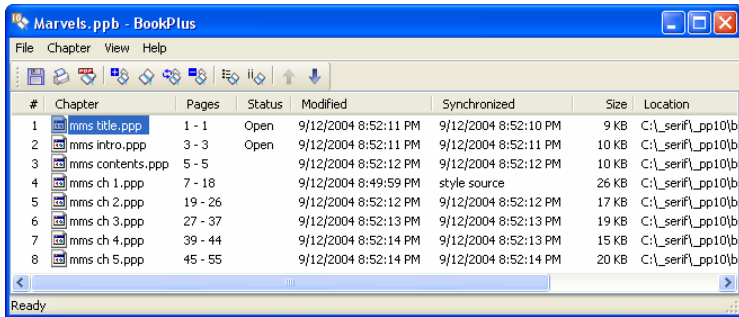 Marvels.ppb - BookPlus
File Chapter View Help
# Chapter Pages Status Modified Synchronized Size Location
1 mms title.ppp 1 - 1 Open 9/12/2004 8:52:11 PM 9/12/2004 8:52:10 PM 9 KB C:\_serif\_pp10\b
2 mms intro.ppp 3 - 3 Open 9/12/2004 8:52:11 PM 9/12/2004 8:52:11 PM 10 KB C:\_serif\_pp10\b
3 mms contents.ppp 5 - 5 9/12/2004 8:52:12 PM 9/12/2004 8:52:12 PM 10 KB C:\_serif\_pp10\b
4 mms ch 1.ppp 7 - 18 9/12/2004 8:49:59 PM style source 26 KB C:\_serif\_pp10\b
5 mms ch 2.ppp 19 - 26 9/12/2004 8:52:12 PM 9/12/2004 8:52:12 PM 17 KB C:\_serif\_pp10\b
6 mms ch 3.ppp 27 - 37 9/12/2004 8:52:13 PM 9/12/2004 8:52:13 PM 19 KB C:\_serif\_pp10\b
7 mms ch 4.ppp 39 - 44 9/12/2004 8:52:14 PM 9/12/2004 8:52:13 PM 15 KB C:\_serif\_pp10\b
8 mms ch 5.ppp 45 - 55 9/12/2004 8:52:14 PM 9/12/2004 8:52:14 PM 20 KB C:\_serif\_pp10\b
Ready